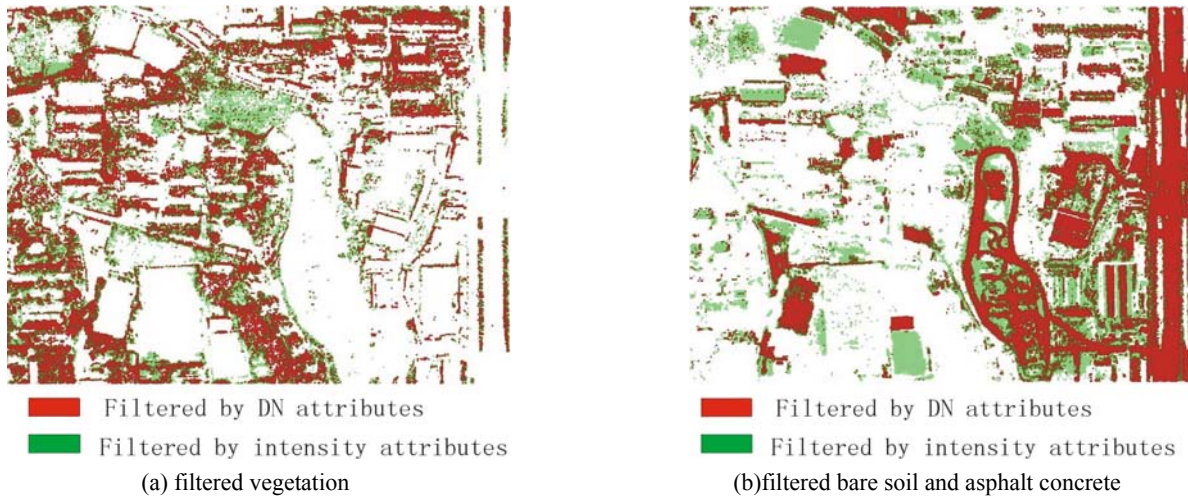 Filtered by DN attributes
Filtered by intensity attributes
(a) filtered vegetation
Filtered by DN attributes
Filtered by intensity attributes
(b)filtered bare soil and asphalt concrete